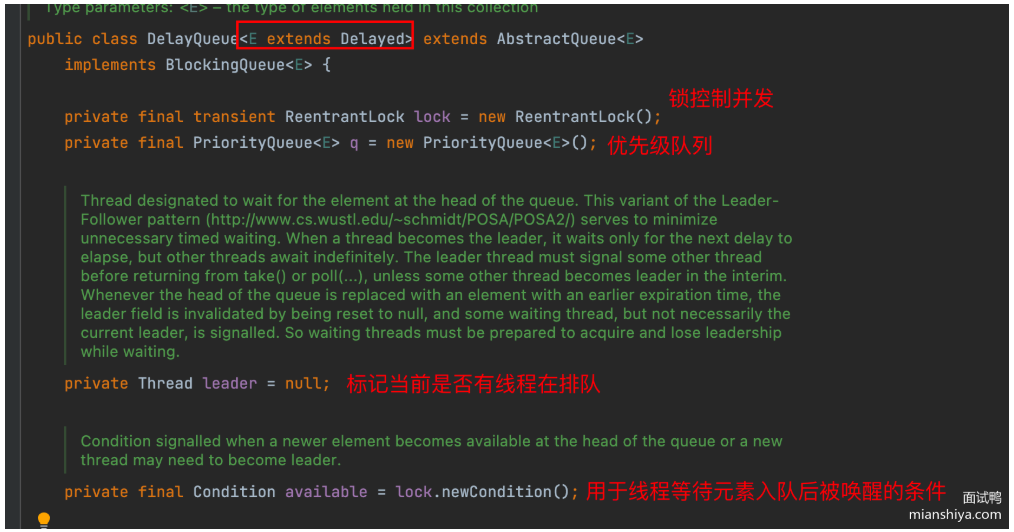 Type parameters: <E> – the type of elements held in this collection
public class DelayQueue<E extends Delayed> extends AbstractQueue<E>
implements BlockingQueue<E> {
锁控制并发
private final transient ReentrantLock lock = new ReentrantLock();
private final PriorityQueue<E> q = new PriorityQueue<E>(); 优先级队列
Thread designated to wait for the element at the head of the queue. This variant of the Leader-
Follower pattern (http://www.cs.wustl.edu/~schmidt/POSA/POSA2/) serves to minimize
unnecessary timed waiting. When a thread becomes the leader, it waits only for the next delay to
elapse, but other threads await indefinitely. The leader thread must signal some other thread
before returning from take() or poll(...), unless some other thread becomes leader in the interim.
Whenever the head of the queue is replaced with an element with an earlier expiration time, the
leader field is invalidated by being reset to null, and some waiting thread, but not necessarily the
current leader, is signalled. So waiting threads must be prepared to acquire and lose leadership
while waiting.
private Thread leader = null; 标记当前是否有线程在排队
Condition signalled when a newer element becomes available at the head of the queue or a new
thread may need to become leader.
private final Condition available = lock.newCondition(); 用于线程等待元素入队后被唤醒的条件
面试鸭
mianshiya.com